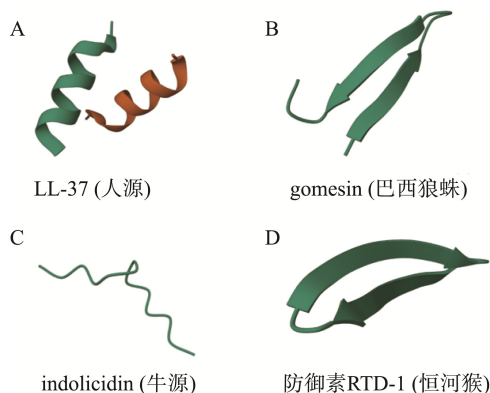 A
B
LL-37 (人源)
gomesin (巴西狼蛛)
C
D
indolicidin (牛源)
防御素RTD-1 (恒河猴)